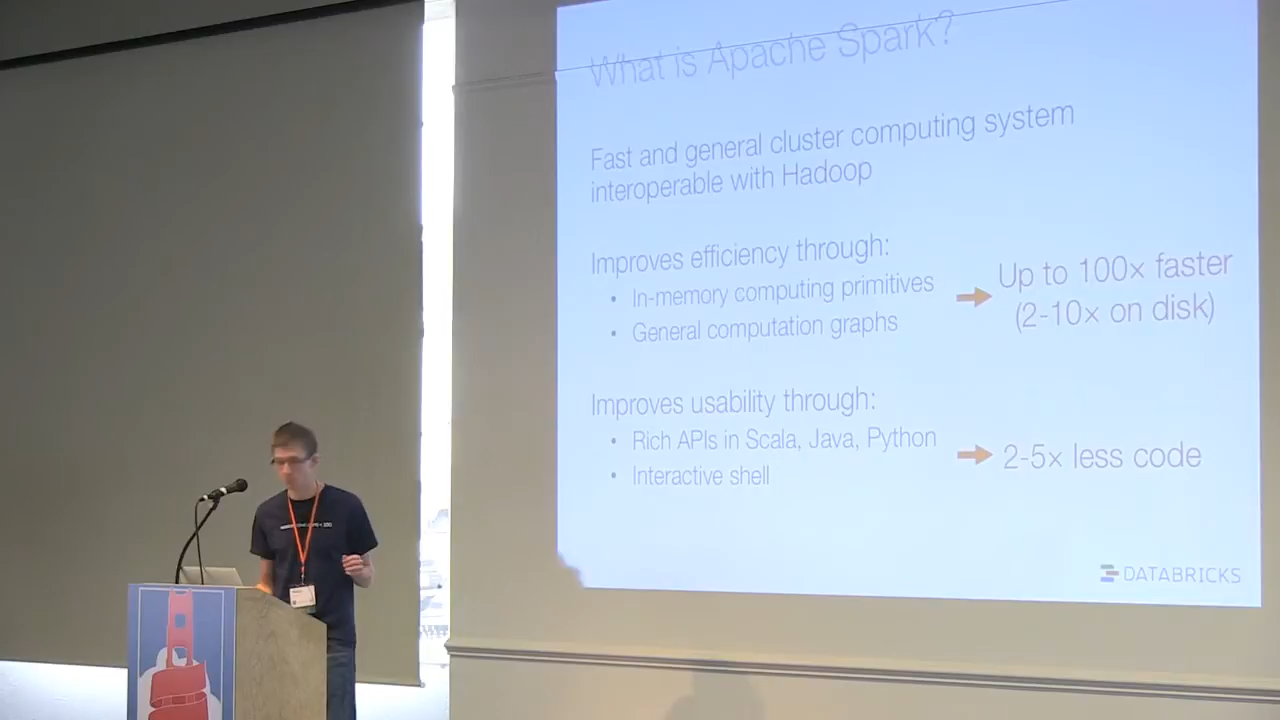 What is Apache Spark?
Fast and general cluster computing system
interoperable with Hadoop
Improves efficiency through:
• In-memory computing primitives
• General computation graphs
Up to 100× faster
(2-10× on disk)
Improves usability through:
• Rich APIs in Scala, Java, Python
• Interactive shell
2-5× less code
DATABRICKS